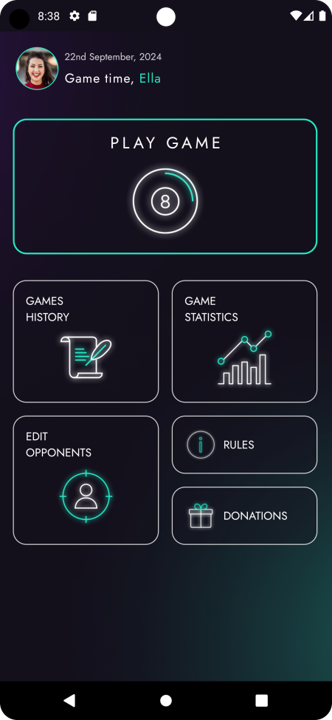 8:38
22nd September, 2024
Game time, Ella
PLAY GAME
8
GAMES
HISTORY
GAME
STATISTICS
EDIT
OPPONENTS
RULES
DONATIONS